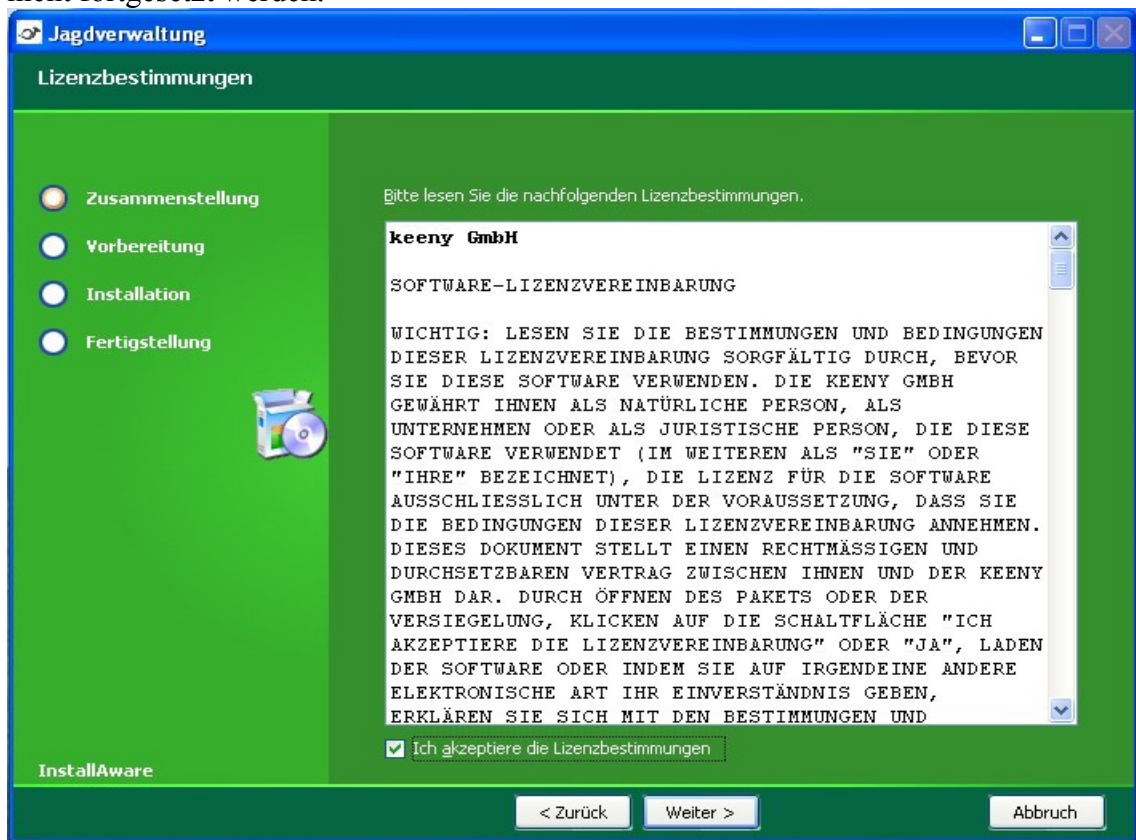 nicht fortgesetzt werden.
Jagdverwaltung
Lizenzbestimmungen
Zusammenstellung
Vorbereitung
Installation
Fertigstellung
Bitte lesen Sie die nachfolgenden Lizenzbestimmungen.
keeny GmbH
SOFTWARE-LIZENZVEREINBARUNG
WICHTIG: LESEN SIE DIE BESTIMMUNGEN UND BEDINGUNGEN
DIESER LIZENZVEREINBARUNG SORGFÄLTIG DURCH, BEVOR
SIE DIESE SOFTWARE VERWENDEN. DIE KEENY GMBH
GEWÄHRT IHNEN ALS NATÜRLICHE PERSON, ALS
UNTERNEHMEN ODER ALS JURISTISCHE PERSON, DIE DIESE
SOFTWARE VERWENDET (IM WEITEREN ALS "SIE" ODER
"IHRE" BEZEICHNET), DIE LIZENZ FÜR DIE SOFTWARE
AUSSCHLIESSLICH UNTER DER VORAUSSETZUNG, DASS SIE
DIE BEDINGUNGEN DIESER LIZENZVEREINBARUNG ANNEHMEN.
DIESES DOKUMENT STELLT EINEN RECHTMÄSSIGEN UND
DURCHSETZBAREN VERTRAG ZWISCHEN IHNEN UND DER KEENY
GMBH DAR. DURCH ÖFFNEN DES PAKETS ODER DER
VERSIEGELUNG, KLICKEN AUF DIE SCHALTFLÄCHE "ICH
AKZEPTIERE DIE LIZENZVEREINBARUNG" ODER "JA", LADEN
DER SOFTWARE ODER INDEM SIE AUF IRGENDEINE ANDERE
ELEKTRONISCHE ART IHR EINVERSTÄNDNIS GEBEN,
ERKLÄREN SIE SICH MIT DEN BESTIMMUNGEN UND
Ich akzeptiere die Lizenzbestimmungen
InstallAware
< Zurück
Weiter >
Abbruch